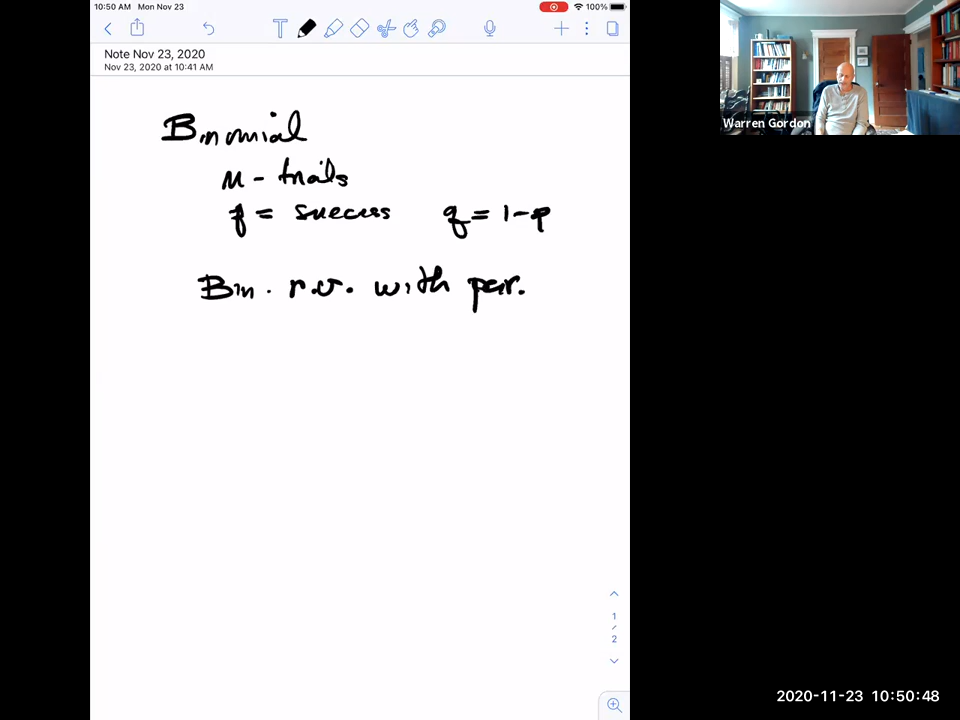 10:50 AM Mon Nov 23
100%
Note Nov 23, 2020
Nov 23, 2020 at 10:41 AM
Binomial
n - trials
p = success q = 1-p
Bin. r.v. with par.
1
/
2
Warren Gordon
2020-11-23 10:50:48